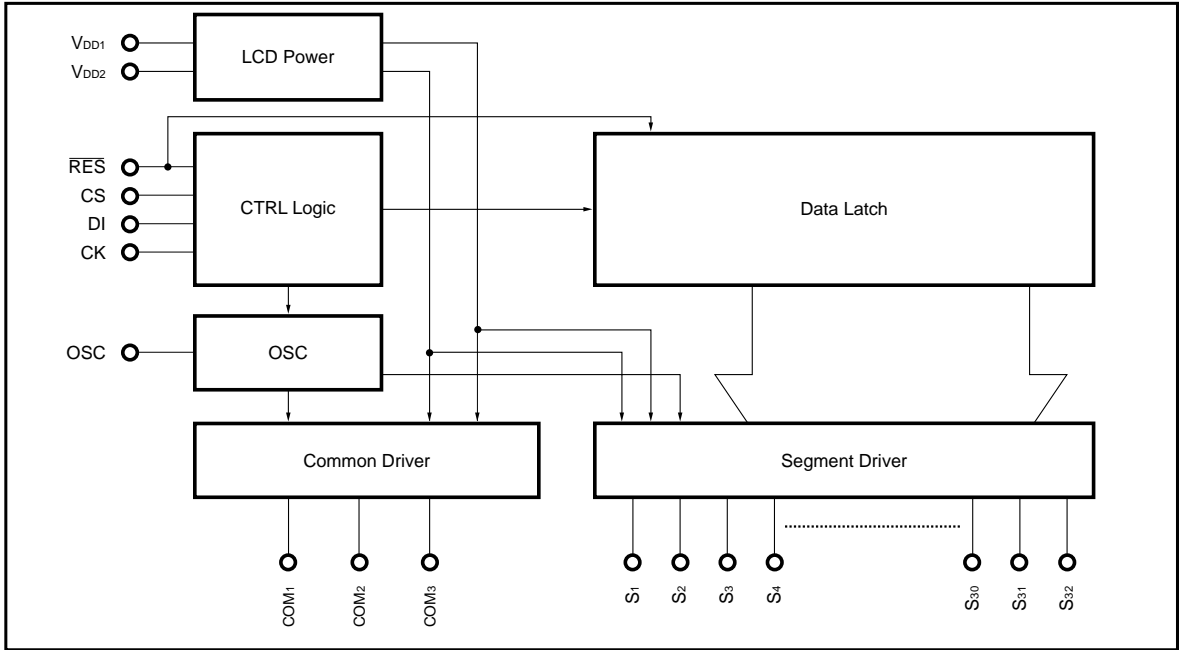 VDD1
VDD2
LCD Power
RES
CS
DI
CK
CTRL Logic
Data Latch
OSC
OSC
Common Driver
Segment Driver
COM1
COM2
COM3
S1
S2
S3
S4
S30
S31
S32